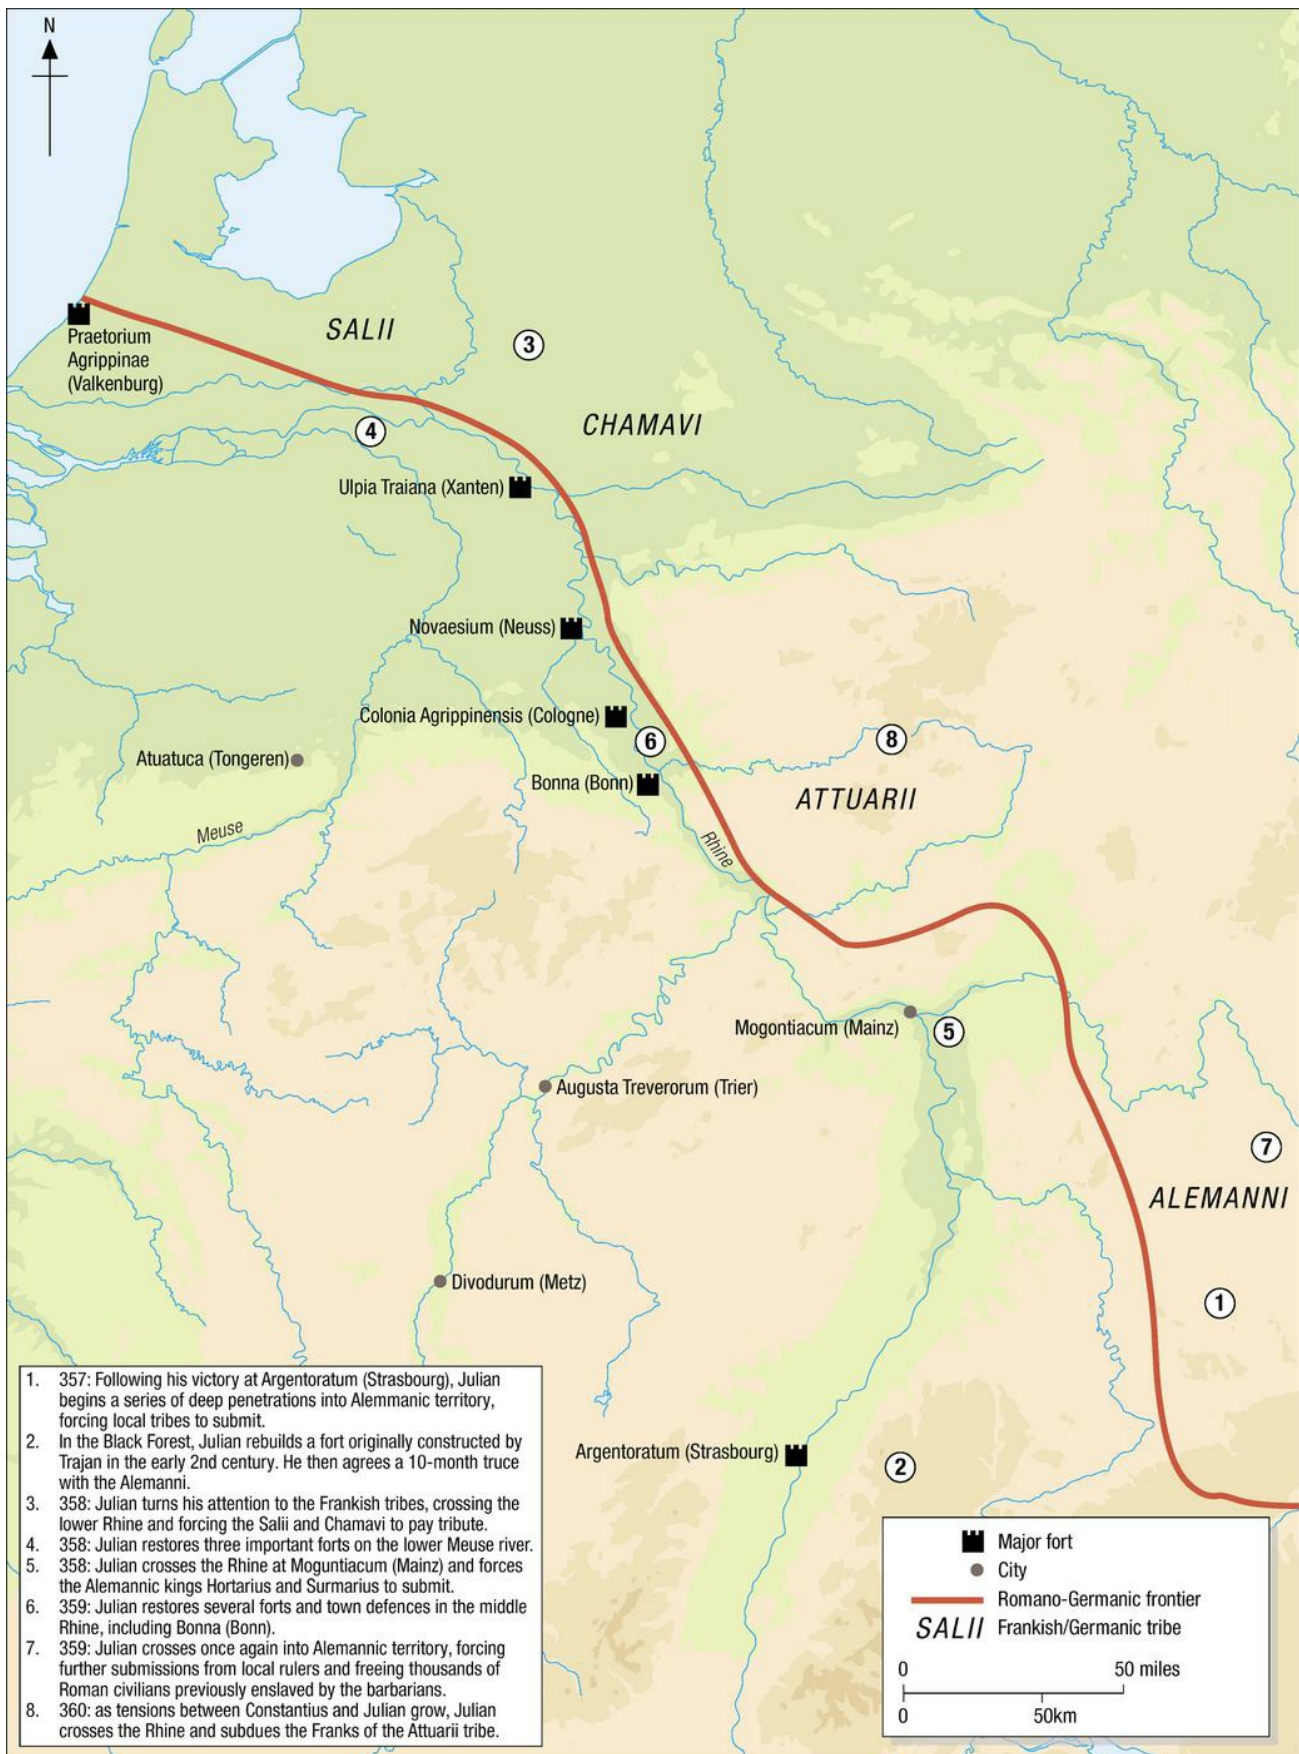 N
SALII
3
Praetorium
Agrippinae
(Valkenburg)
CHAMAVI
4
Ulpia Traiana (Xanten)
Novaesium (Neuss)
Colonia Agrippinensis (Cologne)
6
8
Atuatuca (Tongeren)
Bonna (Bonn)
ATTUARII
Meuse
Rhine
Mogontiacum (Mainz)
5
Augusta Treverorum (Trier)
7
ALEMANNI
Divodurum (Metz)
1
Argentoratum (Strasbourg)
2
1. 357: Following his victory at Argentoratum (Strasbourg), Julian
begins a series of deep penetrations into Alemmanic territory,
forcing local tribes to submit.
2. In the Black Forest, Julian rebuilds a fort originally constructed by
Trajan in the early 2nd century. He then agrees a 10-month truce
with the Alemanni.
3. 358: Julian turns his attention to the Frankish tribes, crossing the
lower Rhine and forcing the Salii and Chamavi to pay tribute.
4. 358: Julian restores three important forts on the lower Meuse river.
5. 358: Julian crosses the Rhine at Moguntiacum (Mainz) and forces
the Alemannic kings Hortarius and Surmarius to submit.
6. 359: Julian restores several forts and town defences in the middle
Rhine, including Bonna (Bonn).
7. 359: Julian crosses once again into Alemannic territory, forcing
further submissions from local rulers and freeing thousands of
Roman civilians previously enslaved by the barbarians.
8. 360: as tensions between Constantius and Julian grow, Julian
crosses the Rhine and subdues the Franks of the Attuarii tribe.
Major fort
City
Romano-Germanic frontier
SALII Frankish/Germanic tribe
0 50 miles
0 50km